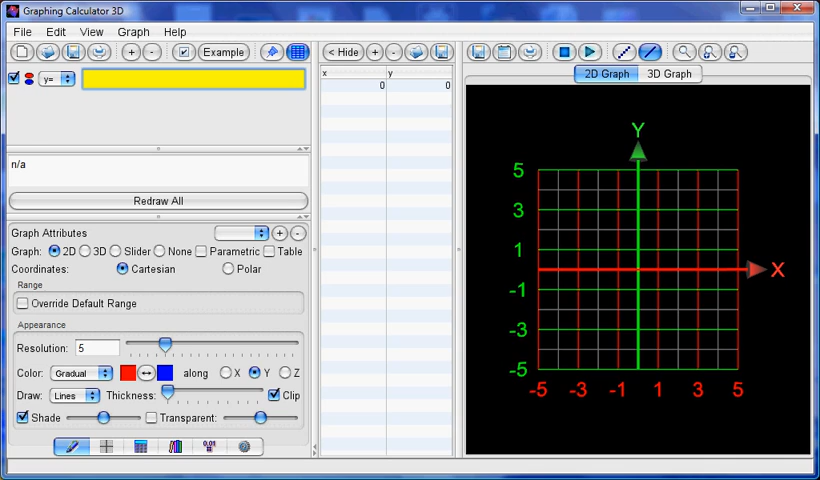 Graphing Calculator 3D
File Edit View Graph Help
Example
< Hide
2D Graph 3D Graph
y=
x y
0 0
n/a
Redraw All
Graph Attributes
Graph: 2D 3D Slider None Parametric Table
Coordinates: Cartesian Polar
Range
Override Default Range
Appearance
Resolution: 5
Color: Gradual along X Y Z
Draw: Lines Thickness: Clip
Shade Transparent:
0.01
Y
5
3
1
X
-1
-3
-5
-5 -3 -1 1 3 5